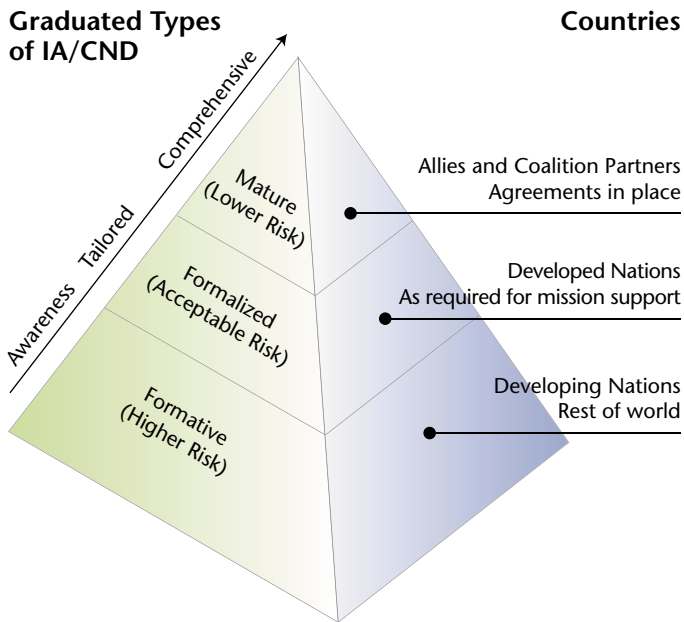 Graduated Types
of IA/CND
Countries
Comprehensive
Tailored
Awareness
Mature
(Lower Risk)
Allies and Coalition Partners
Agreements in place
Formalized
(Acceptable Risk)
Developed Nations
As required for mission support
Formative
(Higher Risk)
Developing Nations
Rest of world